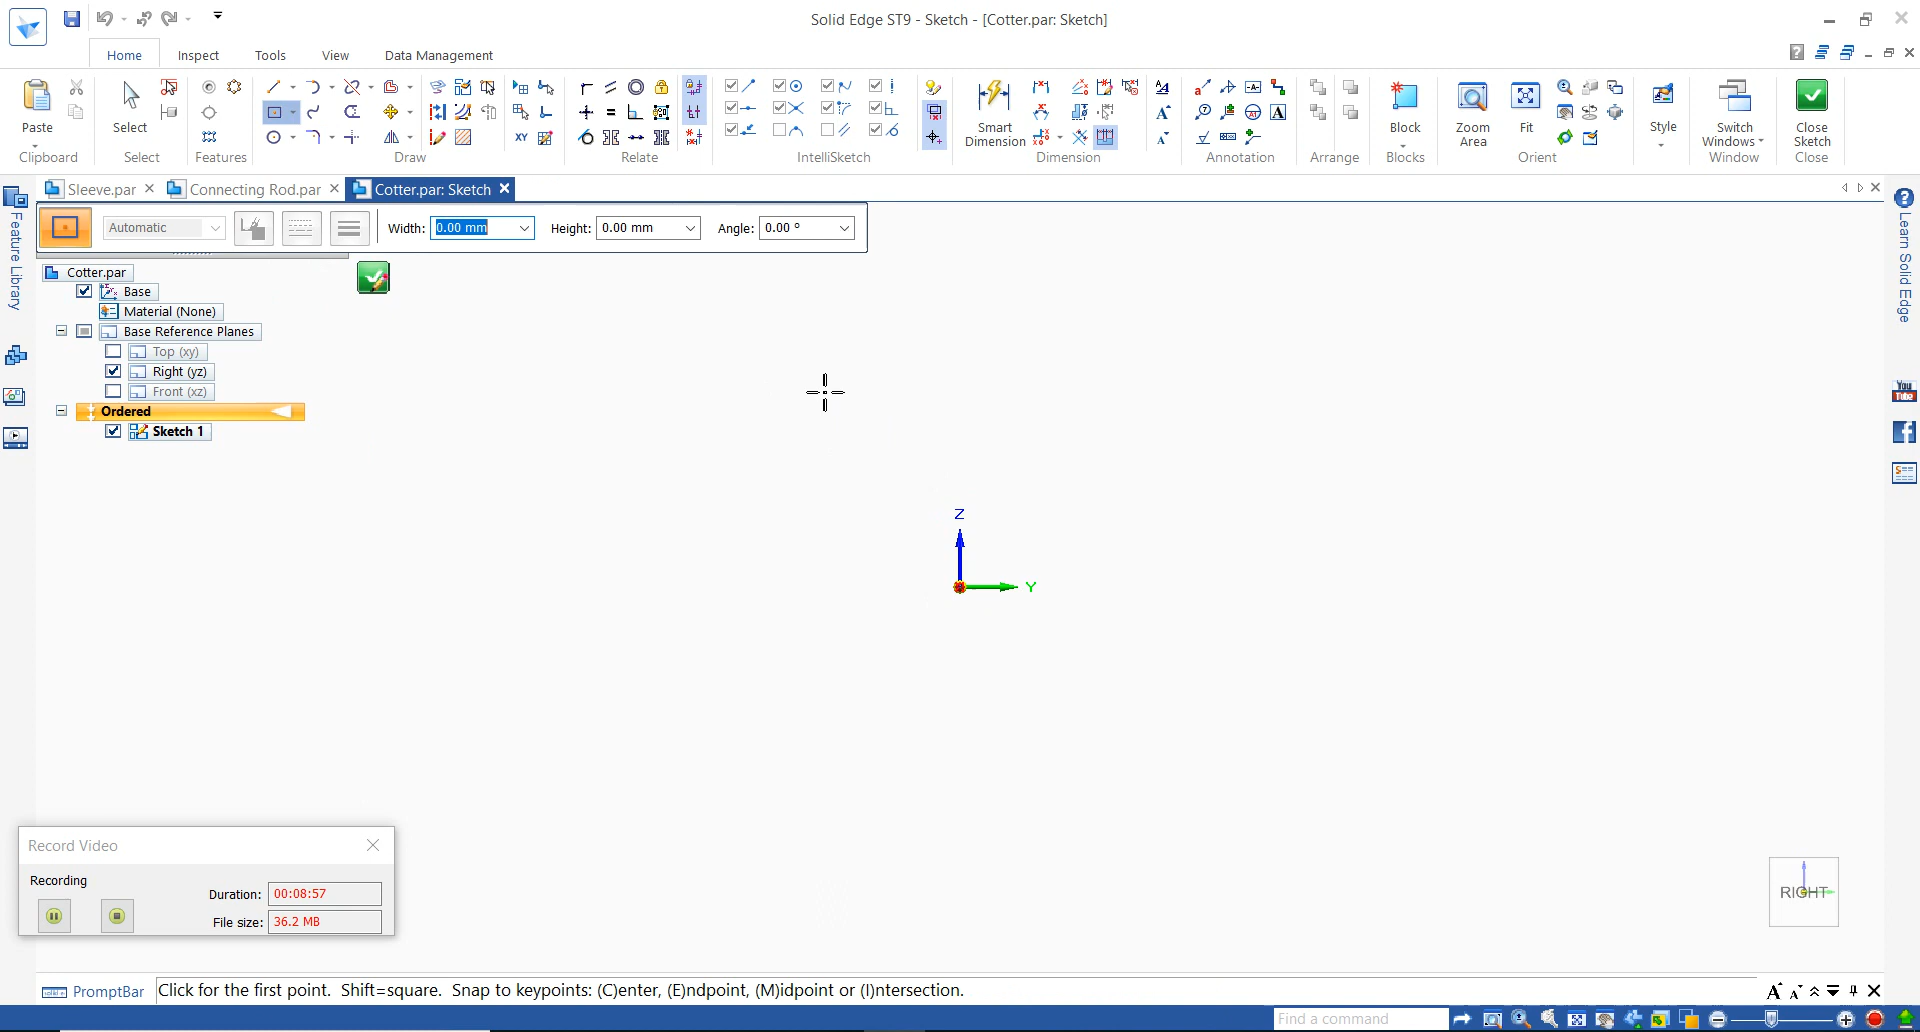 Solid Edge ST9 - Sketch - [Cotter.par: Sketch]
Home Inspect Tools View Data Management
Paste Select Smart Dimension Block Zoom Area Fit Style Switch Windows Close Sketch
Clipboard Select Features Draw Relate IntelliSketch Dimension Annotation Arrange Blocks Orient Window Close
Sleeve.par Connecting Rod.par Cotter.par: Sketch
Automatic Width: 0.00 mm Height: 0.00 mm Angle: 0.00 °
Feature Library
Learn Solid Edge
You
Tube
Cotter.par
Base
Material (None)
Base Reference Planes
Top (xy)
Right (yz)
Front (xz)
Ordered
Sketch 1
Z
Y
Record Video
Recording
Duration: 00:08:57
File size: 36.2 MB
RIGHT
PromptBar Click for the first point. Shift=square. Snap to keypoints: (C)enter, (E)ndpoint, (M)idpoint or (I)ntersection.
Find a command